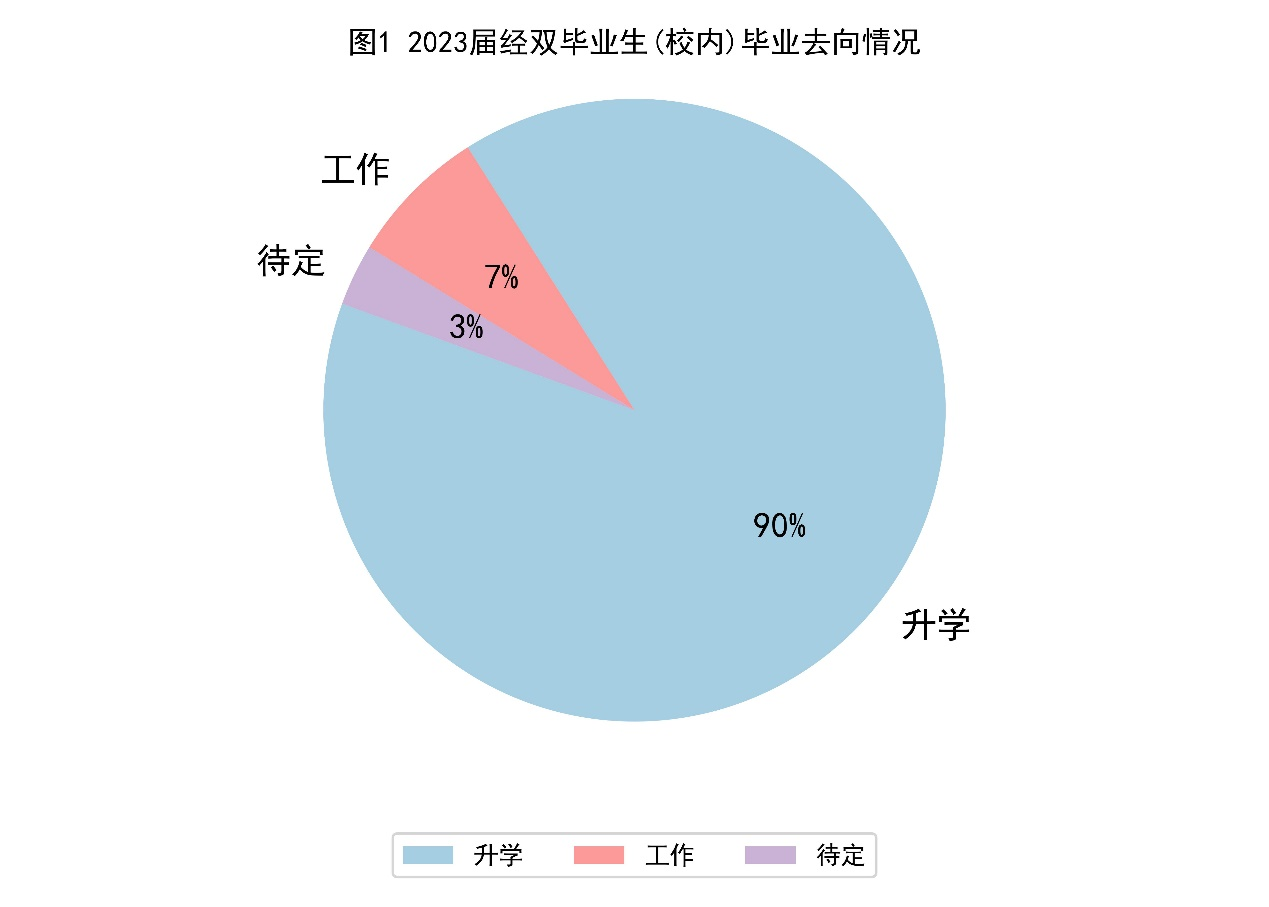 图1 2023届经双毕业生(校内)毕业去向情况
工作
待定
7%
3%
90%
升学
升学 工作 待定